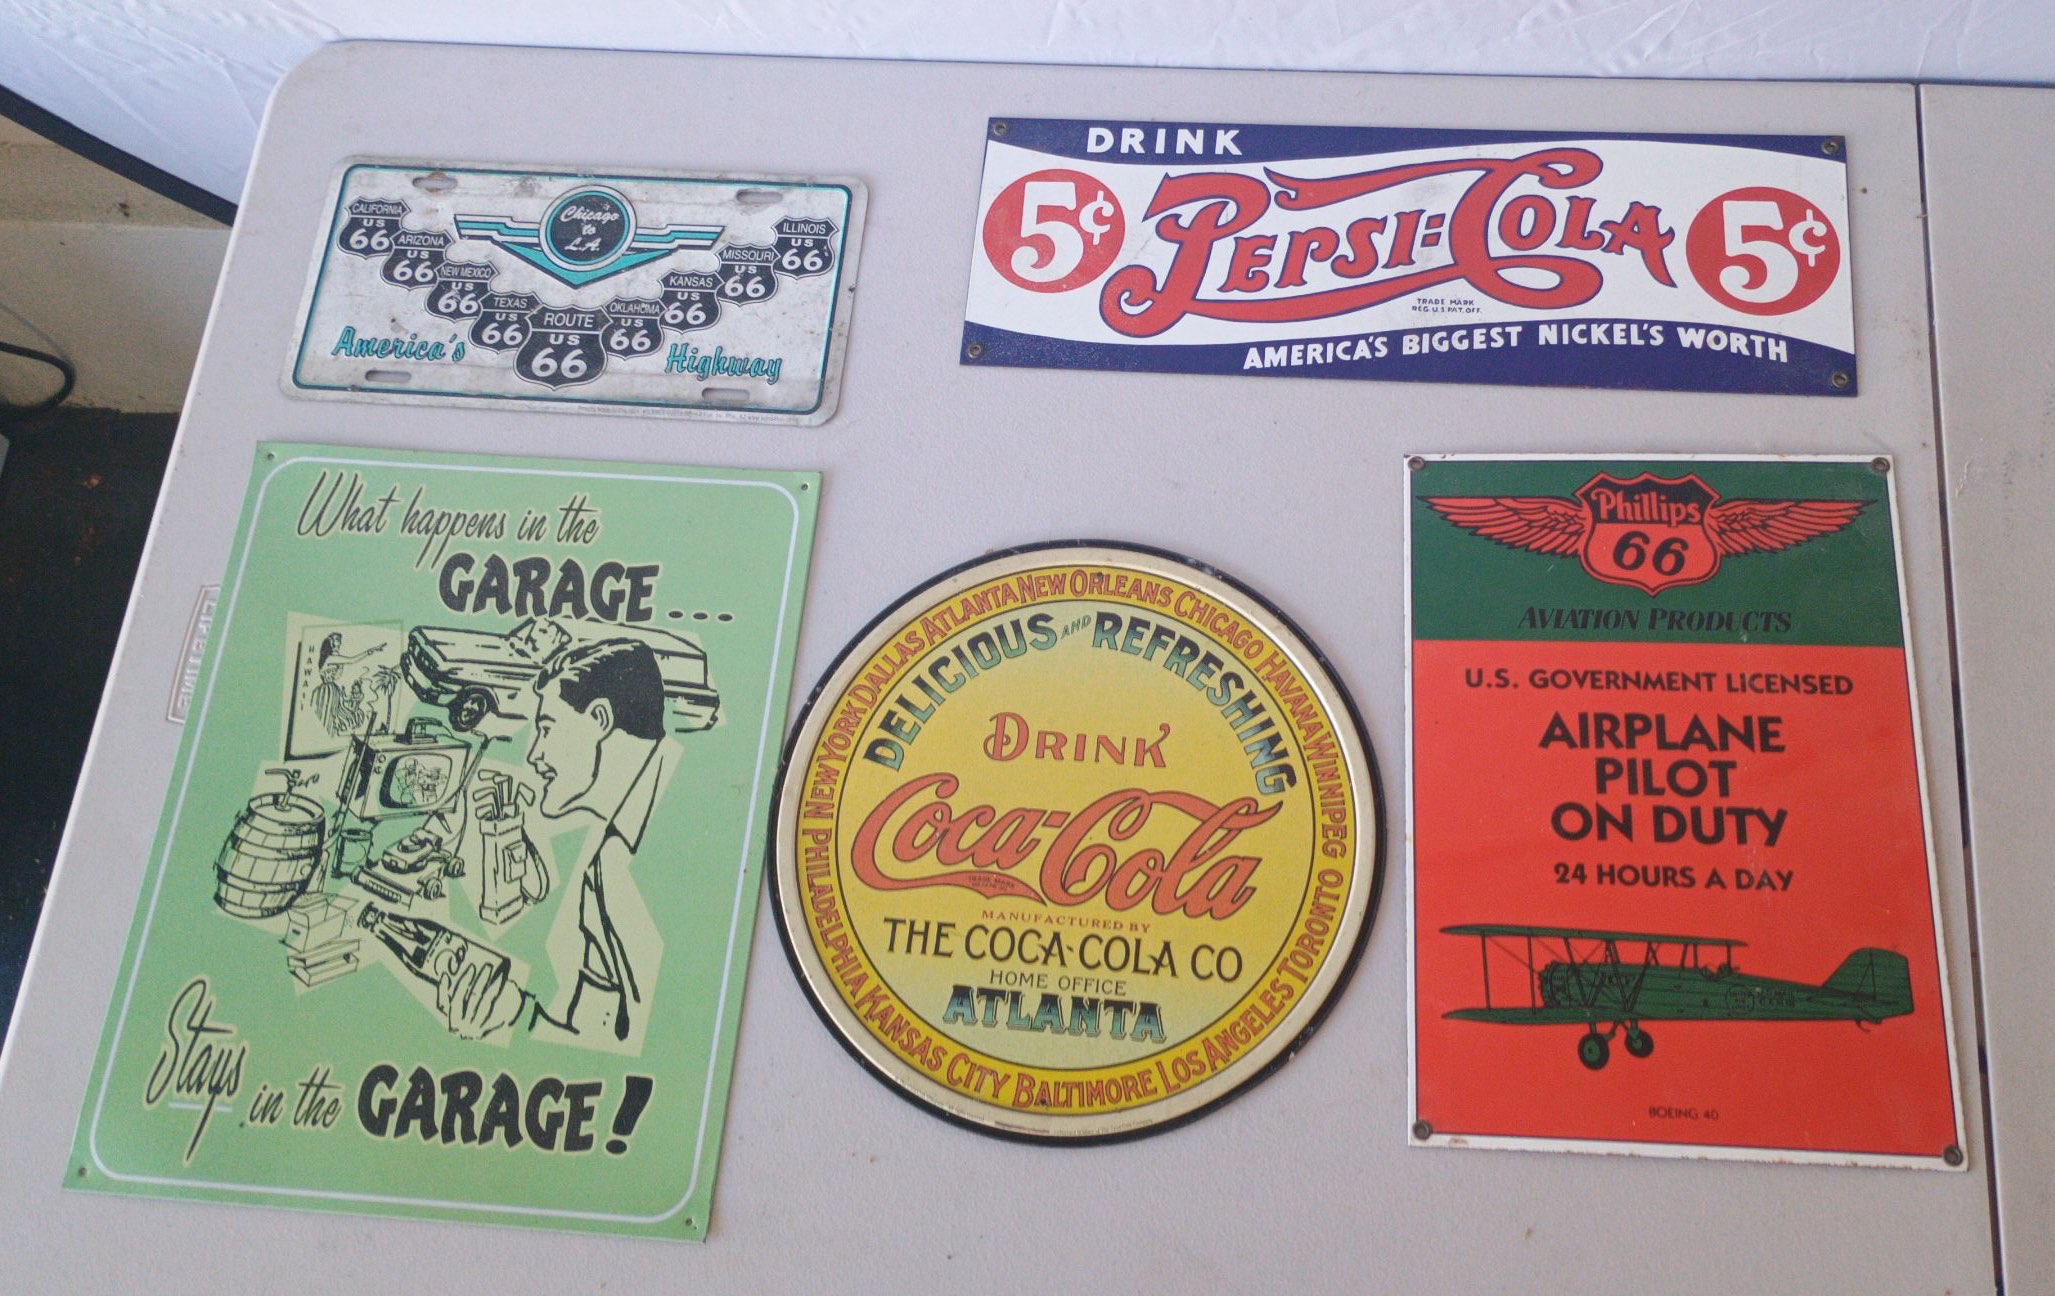 CALIFORNIA
US
66
ARIZONA
US
66
NEW MEXICO
US
66
TEXAS
US
66
ROUTE
US
66
OKLAHOMA
US
66
KANSAS
US
66
MISSOURI
US
66
ILLINOIS
US
66
Chicago
to
L.A.
America's
Highway
DRINK
5¢
PEPSI:COLA
5¢
TRADE MARK
REG. U.S. PAT. OFF.
AMERICA'S BIGGEST NICKEL'S WORTH
What happens in the
GARAGE...
HAWAII
Stays in the GARAGE!
NEW YORK DALLAS ATLANTA NEW ORLEANS CHICAGO HAVANA WINNIPEG TORONTO LOS ANGELES BALTIMORE KANSAS CITY PHILADELPHIA
DELICIOUS AND REFRESHING
DRINK
Coca-Cola
TRADE MARK
MANUFACTURED BY
THE COCA-COLA CO
HOME OFFICE
ATLANTA
Phillips
66
AVIATION PRODUCTS
U.S. GOVERNMENT LICENSED
AIRPLANE
PILOT
ON DUTY
24 HOURS A DAY
BOEING 40
LIFETIME